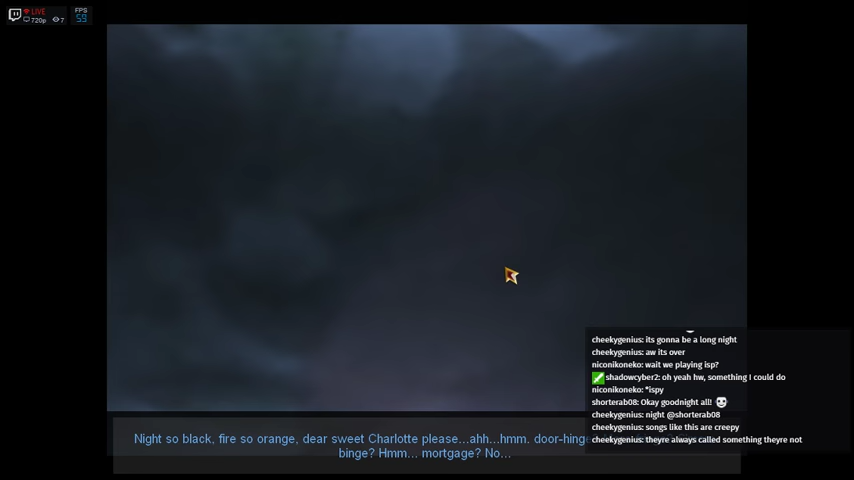 LIVE
720p 7
FPS
59
cheekygenius: its gonna be a long night
cheekygenius: aw its over
niconikoneko: wait we playing isp?
shadowcyber2: oh yeah hw, something I could do
niconikoneko: *ispy
shorterab08: Okay goodnight all!
cheekygenius: night @shorterab08
cheekygenius: songs like this are creepy
cheekygenius: theyre always called something theyre not
Night so black, fire so orange, dear sweet Charlotte please...ahh...hmm. door-hinge
binge? Hmm... mortgage? No...